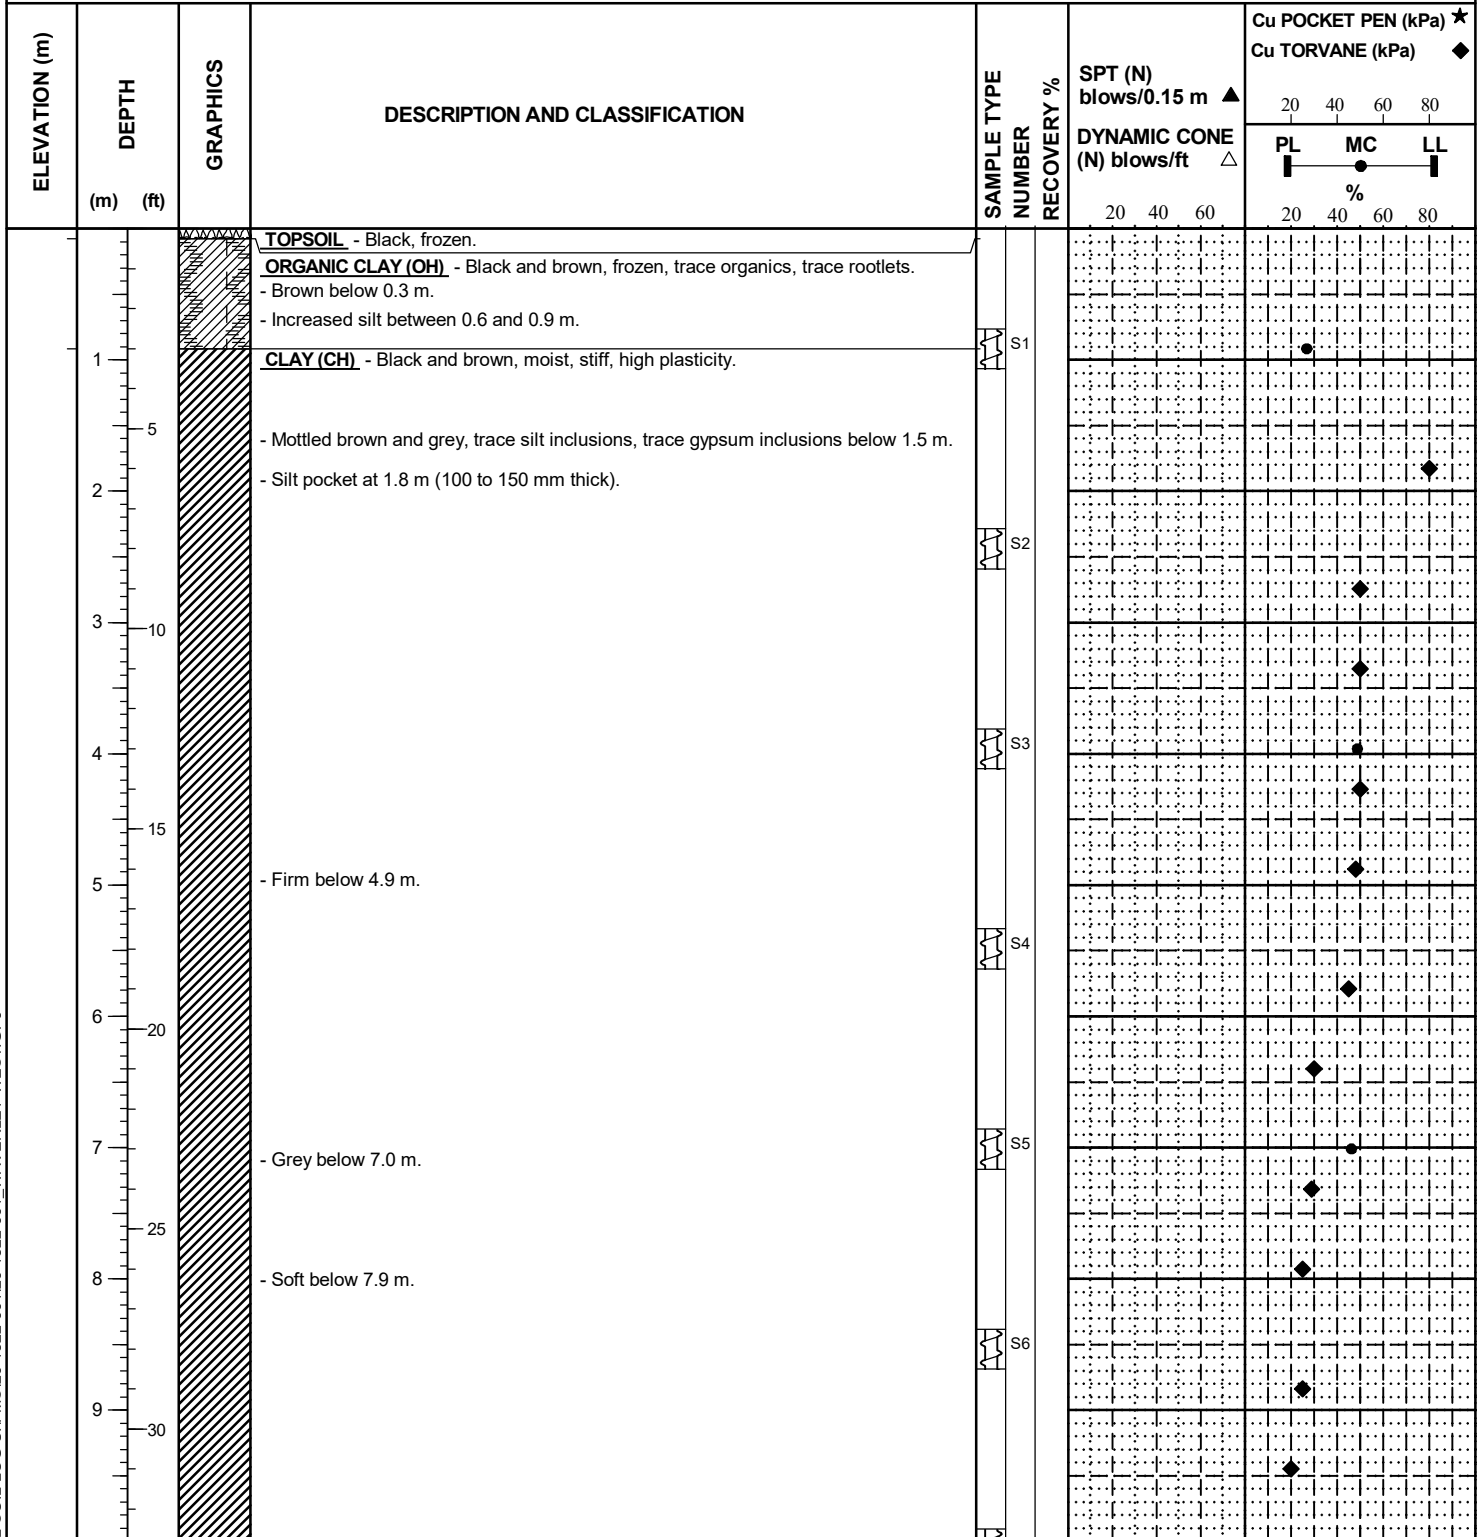 ELEVATION (m)
DEPTH
(m) (ft)
GRAPHICS
DESCRIPTION AND CLASSIFICATION
SAMPLE TYPE
NUMBER
RECOVERY %
SPT (N)
blows/0.15 m
DYNAMIC CONE
(N) blows/ft
20 40 60
Cu POCKET PEN (kPa)
Cu TORVANE (kPa)
20 40 60 80
PL MC LL
%
20 40 60 80
TOPSOIL - Black, frozen.
ORGANIC CLAY (OH) - Black and brown, frozen, trace organics, trace rootlets.
- Brown below 0.3 m.
- Increased silt between 0.6 and 0.9 m.
S1
1
CLAY (CH) - Black and brown, moist, stiff, high plasticity.
5
- Mottled brown and grey, trace silt inclusions, trace gypsum inclusions below 1.5 m.
- Silt pocket at 1.8 m (100 to 150 mm thick).
2
S2
3
10
S3
4
15
- Firm below 4.9 m.
5
S4
6
20
S5
7
- Grey below 7.0 m.
25
8
- Soft below 7.9 m.
S6
9
30